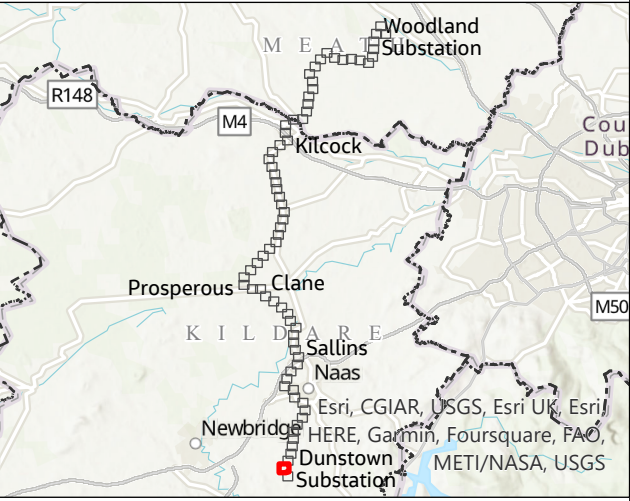 Woodland
Substation
MEATH
R148
M4
Cou
Dub
Kilcock
Prosperous
Clane
M50
KILDARE
Sallins
Naas
Esri, CGIAR, USGS, Esri UK, Esri,
Newbridge
HERE, Garmin, Foursquare, FAO,
Dunstown
METI/NASA, USGS
Substation